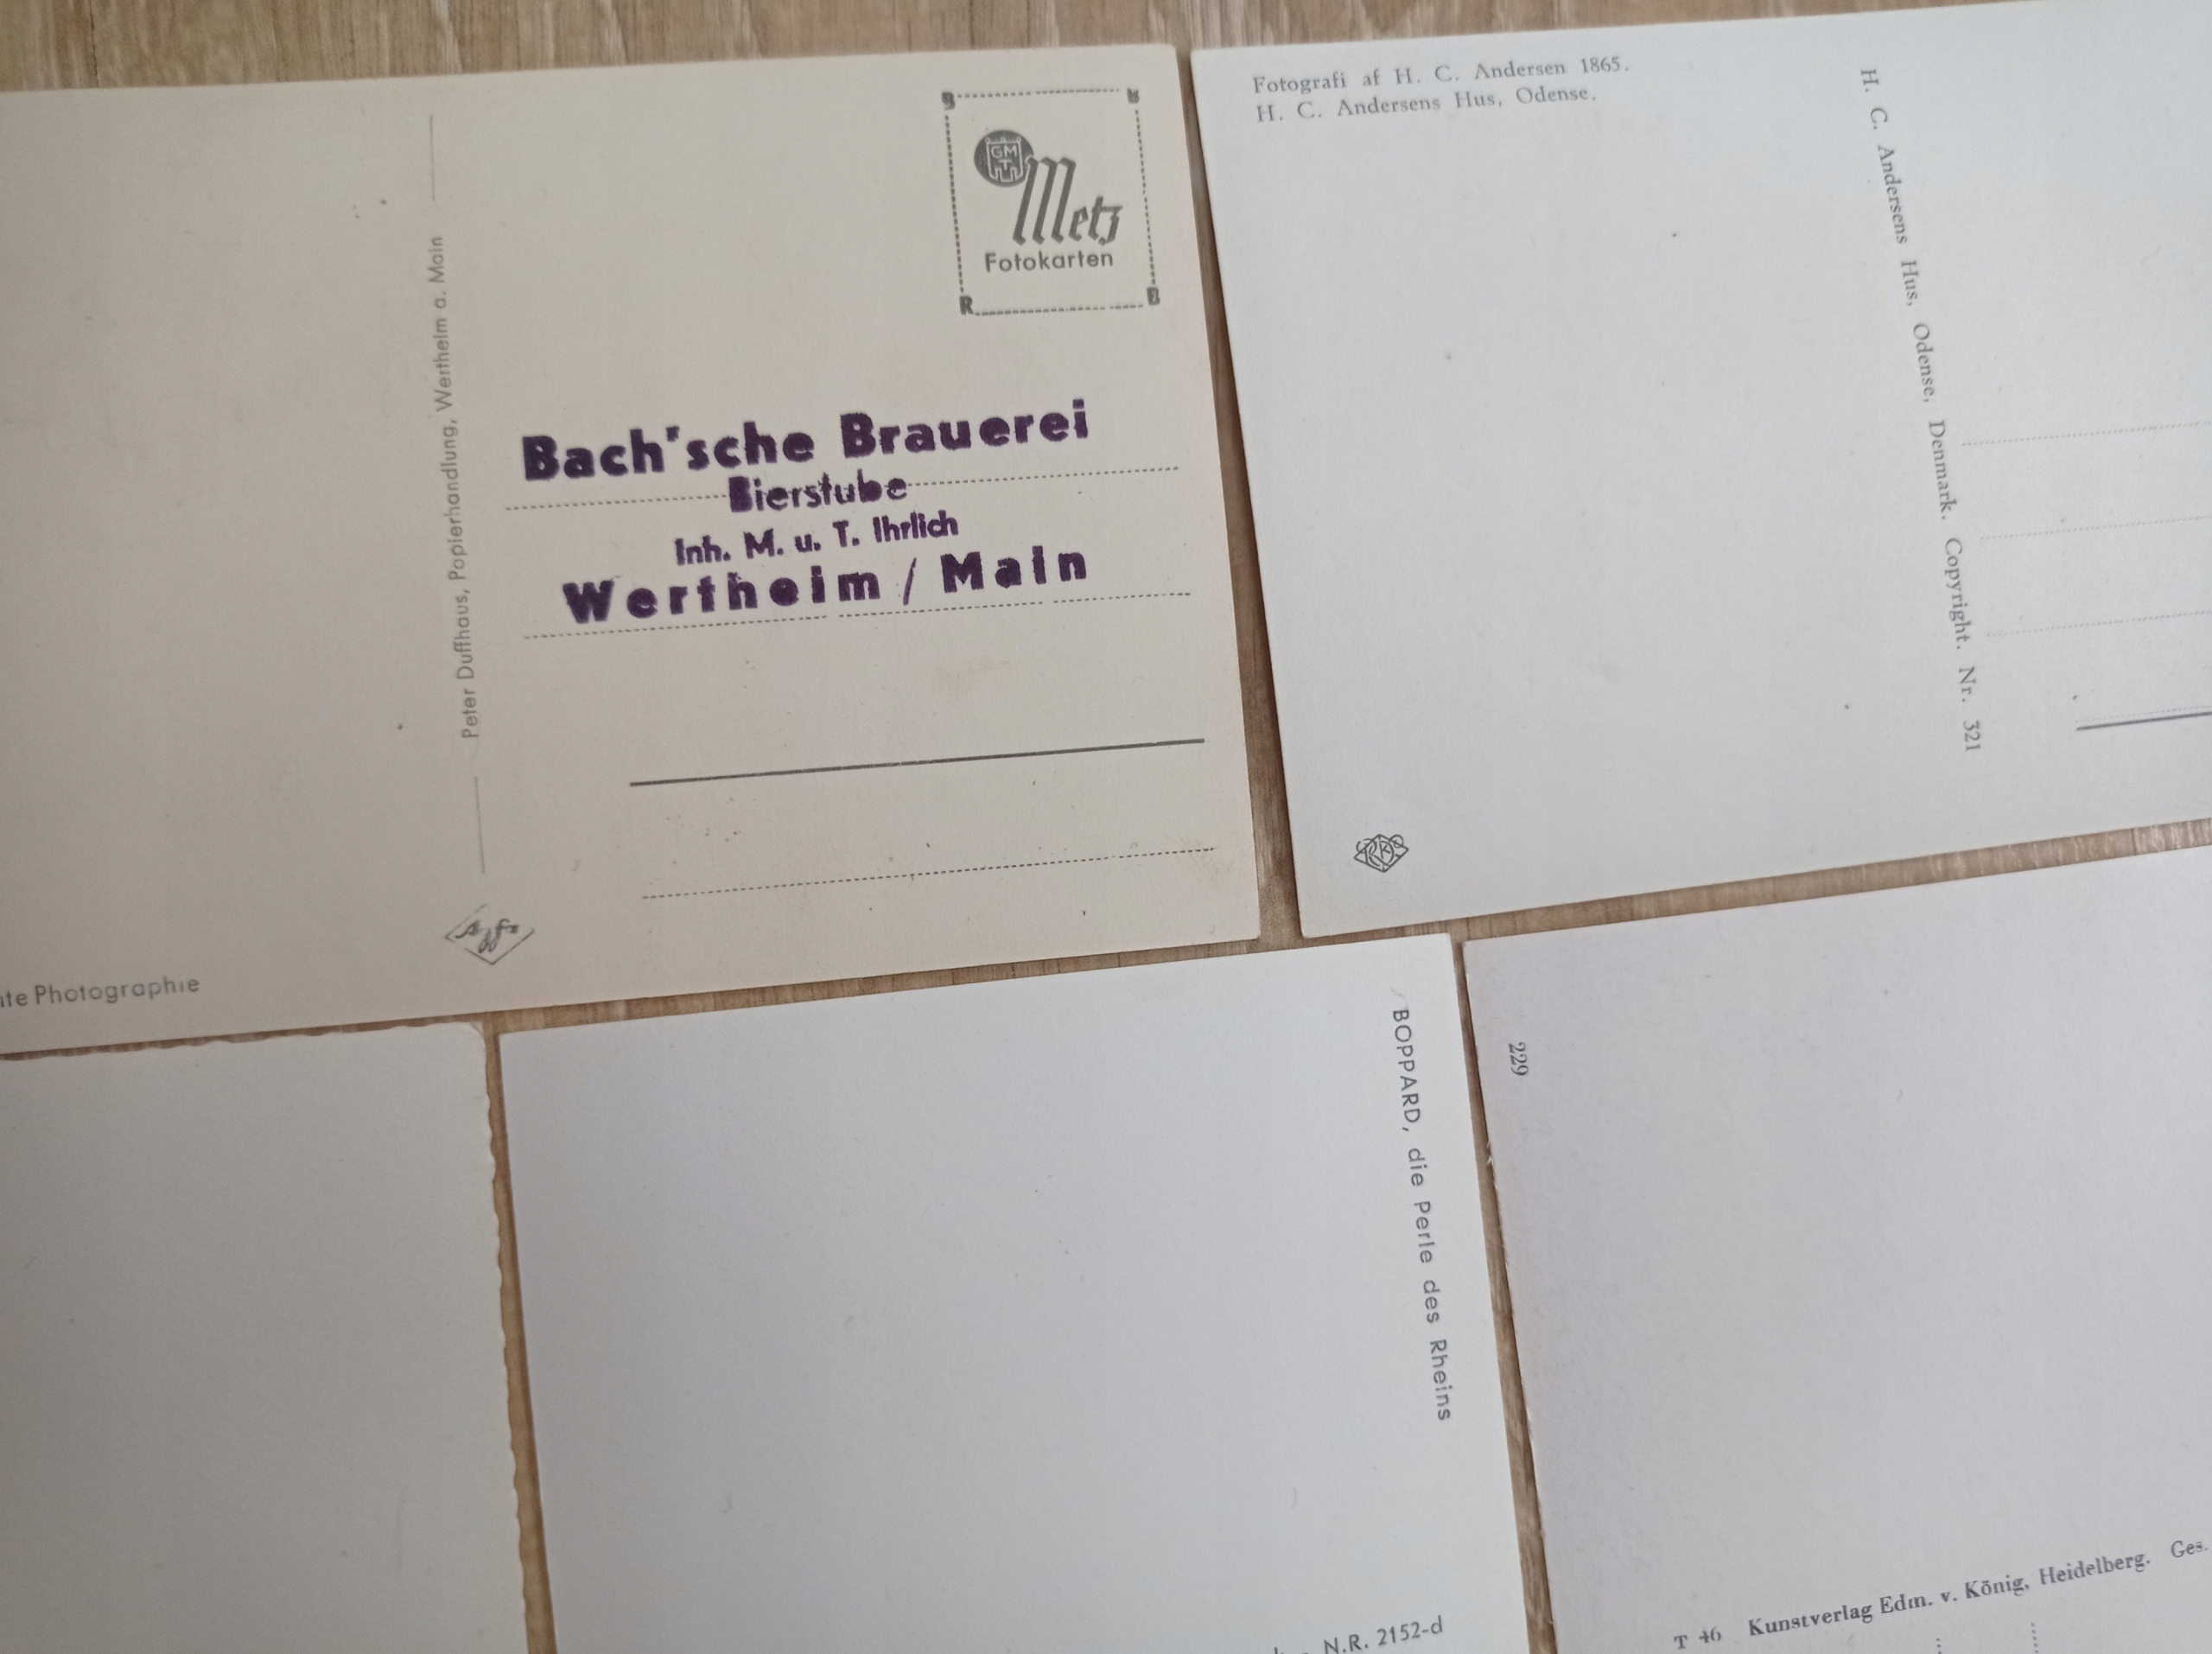 GMT
Metz
Fotokarten
Bach'sche Brauerei
Bierstube
Inh. M. u. T. Ihrlich
Wertheim / Main
Peter Duffhaus, Papierhandlung, Wertheim a. Main
Agfa
Photographie
Fotografi af H. C. Andersen 1865.
H. C. Andersens Hus, Odense.
H. C. Andersens Hus, Odense, Denmark. Copyright. Nr. 321
BOPPARD, die Perle des Rheins
N.R. 2152-d
229
T 46 Kunstverlag Edm. v. König, Heidelberg. Ges.